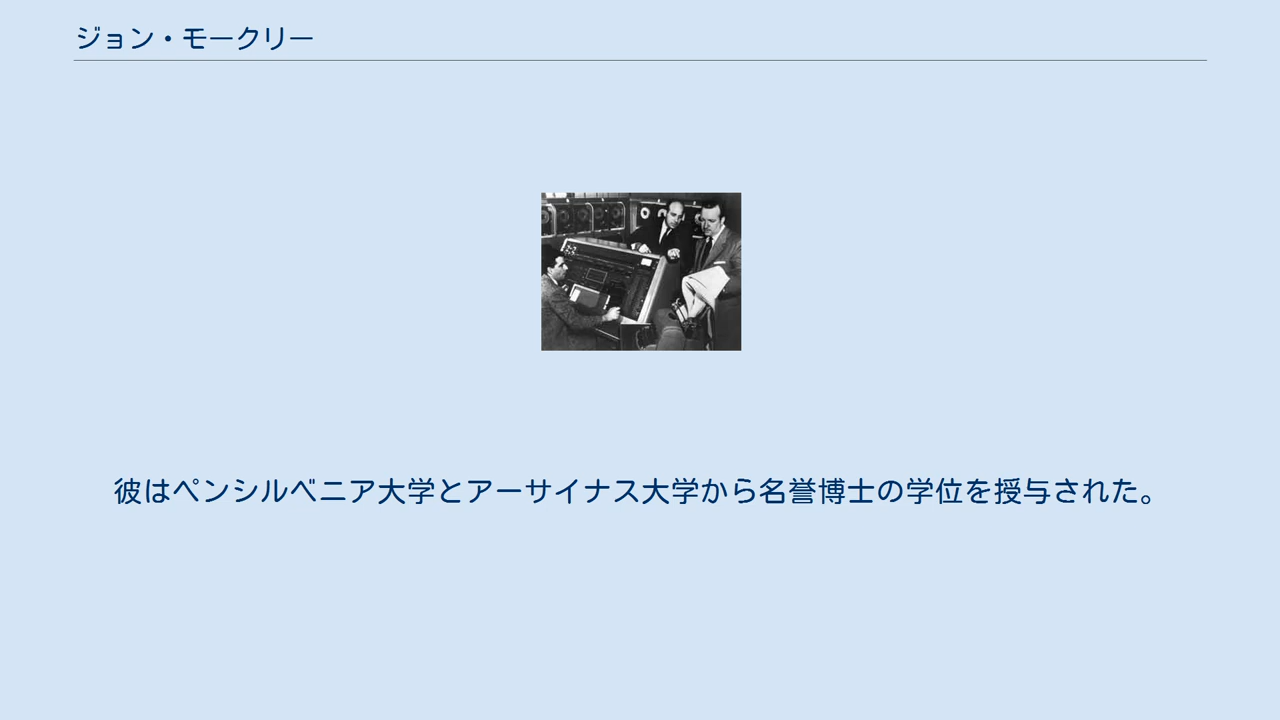 ジョン・モークリー
彼はペンシルベニア大学とアーサイナス大学から名誉博士の学位を授与された。